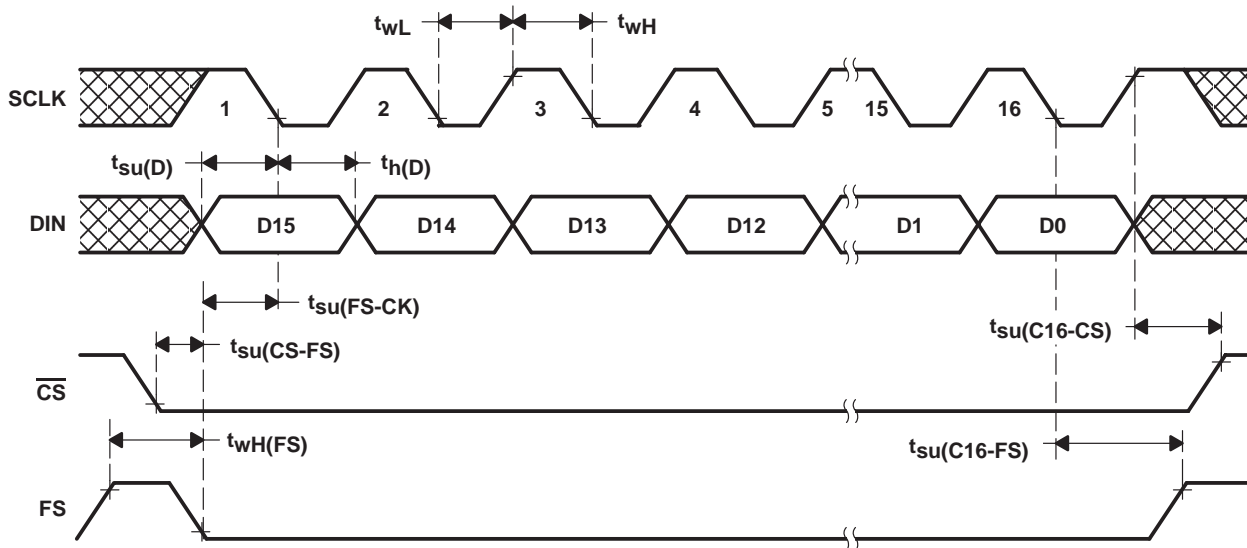 twL
twH
SCLK
1
2
3
4
5
15
16
tsu(D)
th(D)
DIN
D15
D14
D13
D12
D1
D0
tsu(FS-CK)
tsu(CS-FS)
tsu(C16-CS)
CS
twH(FS)
tsu(C16-FS)
FS